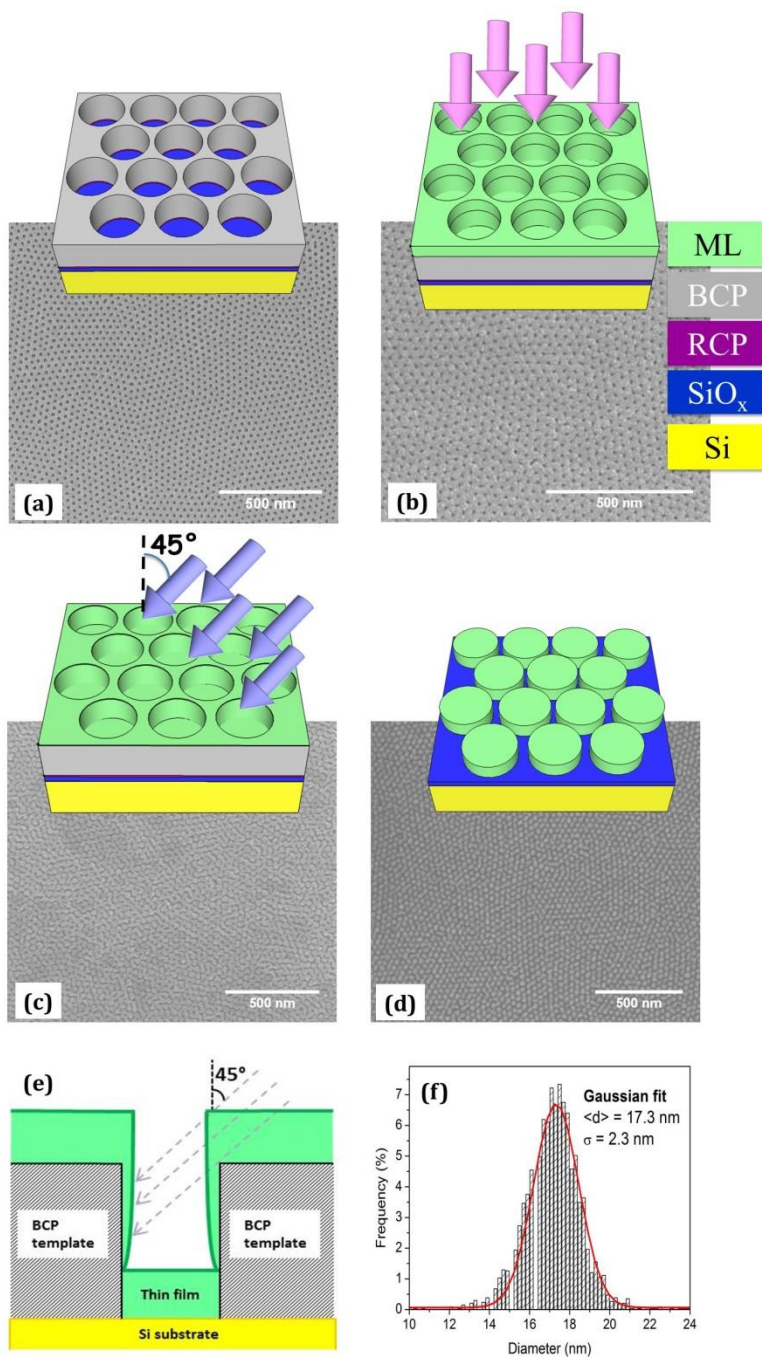 (a)
500 nm
(b)
500 nm
ML
BCP
RCP
SiOx
Si
45°
(c)
500 nm
(d)
500 nm
(e)
45°
BCP
template
BCP
template
Thin film
Si substrate
(f)
Gaussian fit
<d> = 17.3 nm
σ = 2.3 nm
Frequency (%)
7
6
5
4
3
2
1
0
10 12 14 16 18 20 22 24
Diameter (nm)